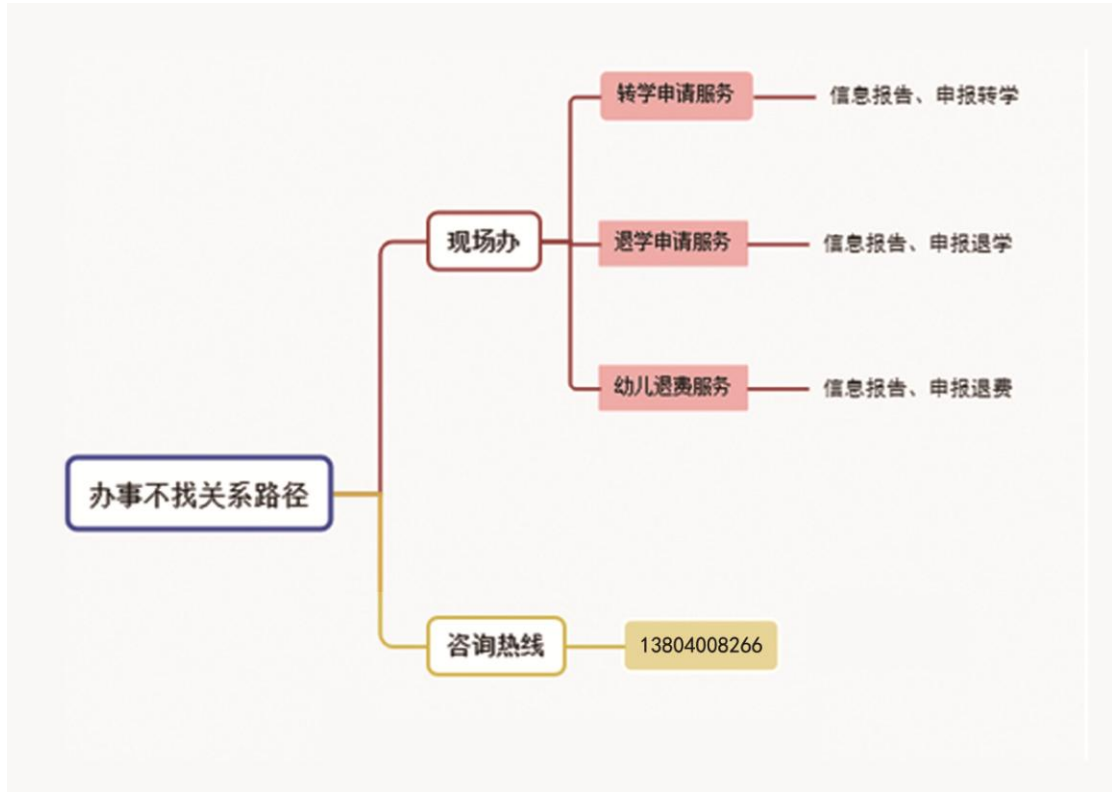 转学申请服务
信息报告、申报转学
现场办
退学申请服务
信息报告、申报退学
幼儿退费服务
信息报告、申报退费
办事不找关系路径
咨询热线
13804008266